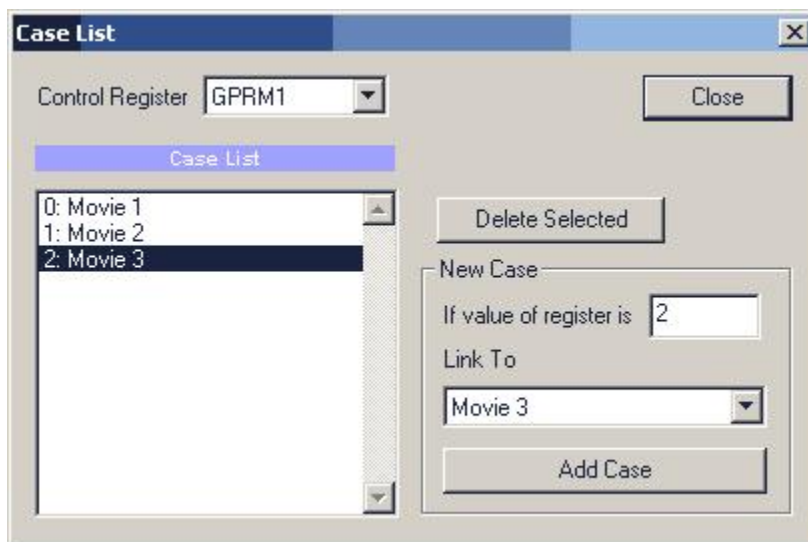 Case List
Control Register GPRM1
Close
Case List
0: Movie 1
1: Movie 2
2: Movie 3
Delete Selected
New Case
If value of register is 2
Link To
Movie 3
Add Case